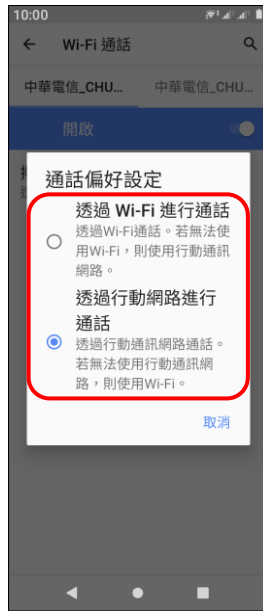 10:00
Wi-Fi 通話
中華電信_CHU...
中華電信_CHU...
開啟
通話偏好設定
透過 Wi-Fi 進行通話
透過Wi-Fi通話。若無法使
用Wi-Fi，則使用行動通訊
網路。
透過行動網路進行
通話
透過行動通訊網路通話。
若無法使用行動通訊網
路，則使用Wi-Fi。
取消